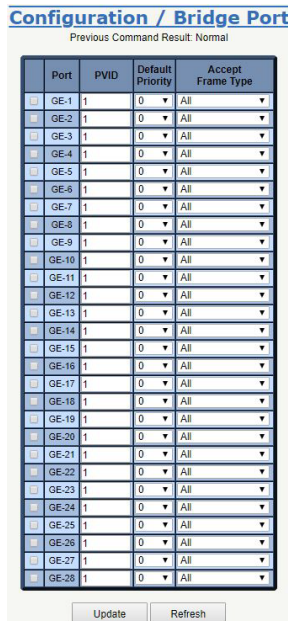 Configuration / Bridge Port
Previous Command Result: Normal
Port PVID Default Priority Accept Frame Type
GE-1 1 0 All
GE-2 1 0 All
GE-3 1 0 All
GE-4 1 0 All
GE-5 1 0 All
GE-6 1 0 All
GE-7 1 0 All
GE-8 1 0 All
GE-9 1 0 All
GE-10 1 0 All
GE-11 1 0 All
GE-12 1 0 All
GE-13 1 0 All
GE-14 1 0 All
GE-15 1 0 All
GE-16 1 0 All
GE-17 1 0 All
GE-18 1 0 All
GE-19 1 0 All
GE-20 1 0 All
GE-21 1 0 All
GE-22 1 0 All
GE-23 1 0 All
GE-24 1 0 All
GE-25 1 0 All
GE-26 1 0 All
GE-27 1 0 All
GE-28 1 0 All
Update Refresh